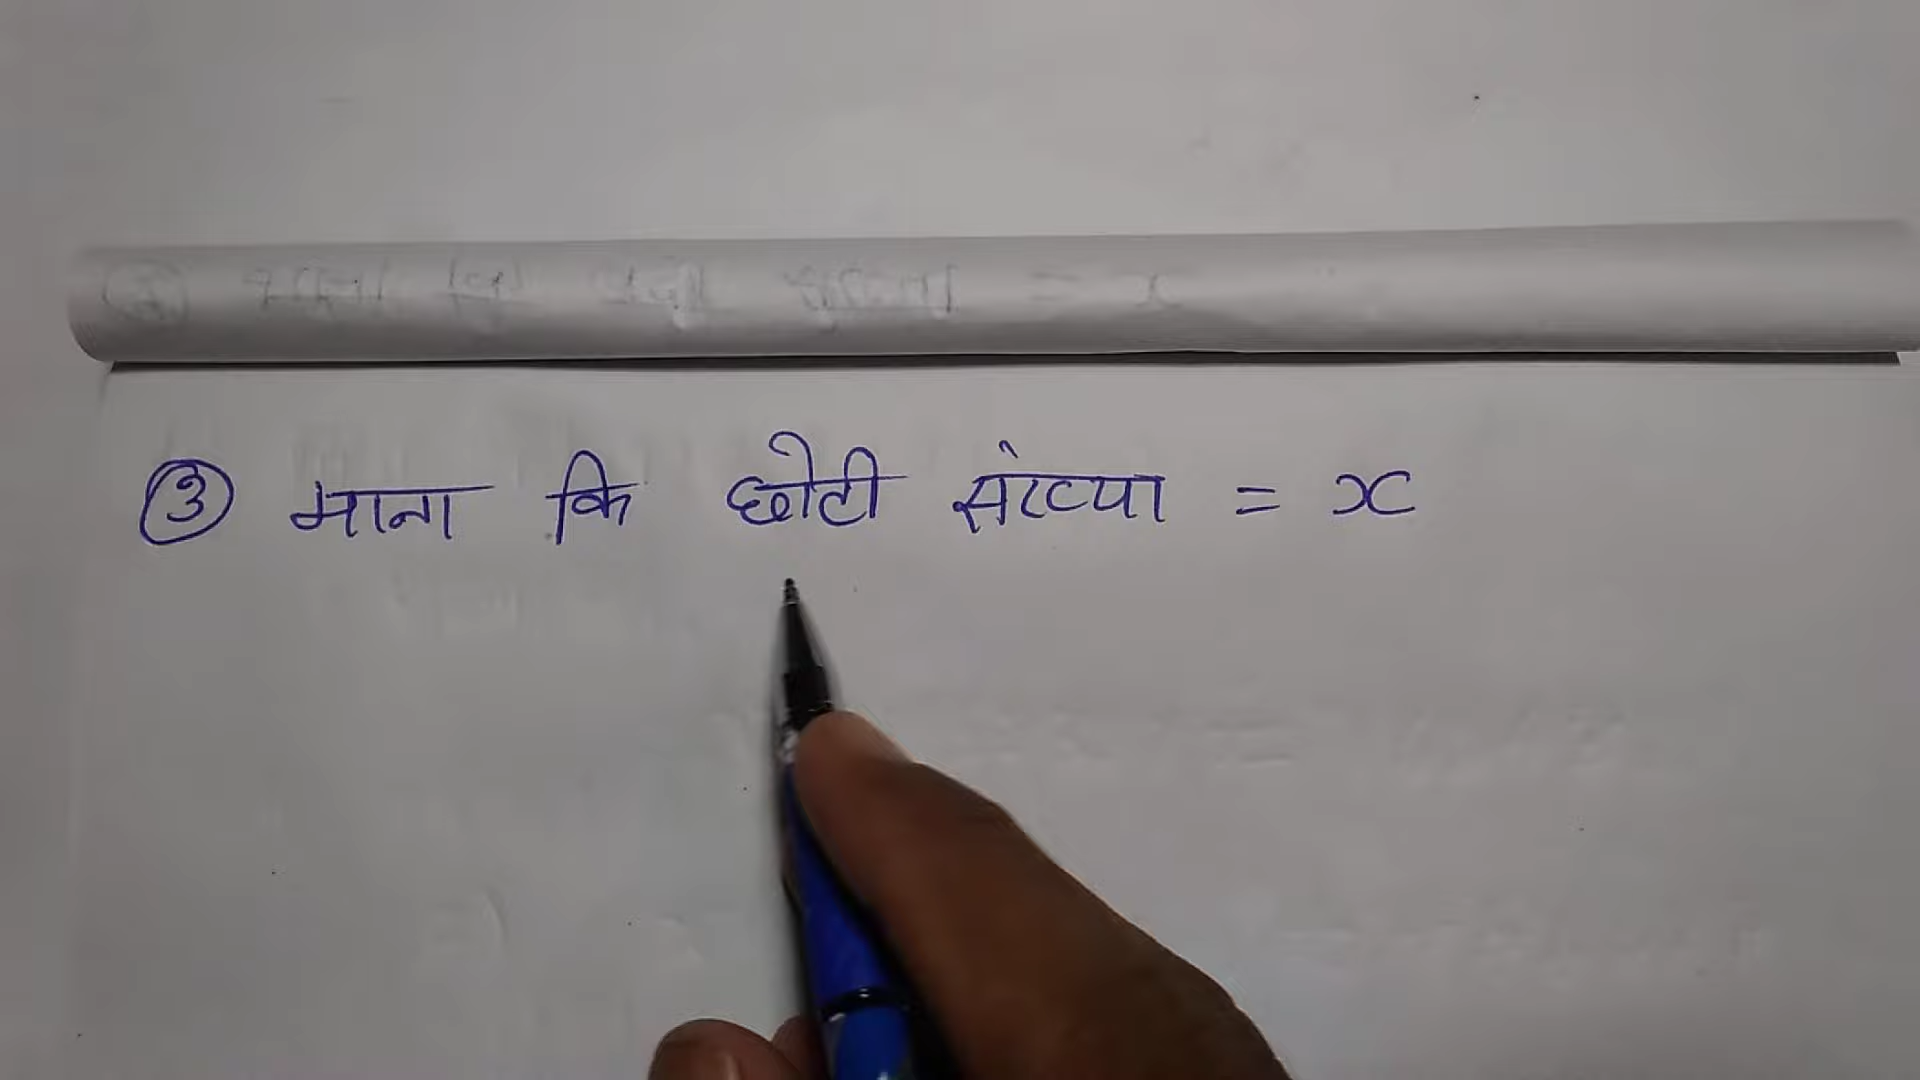 ③ माना कि छोटी संख्या = x